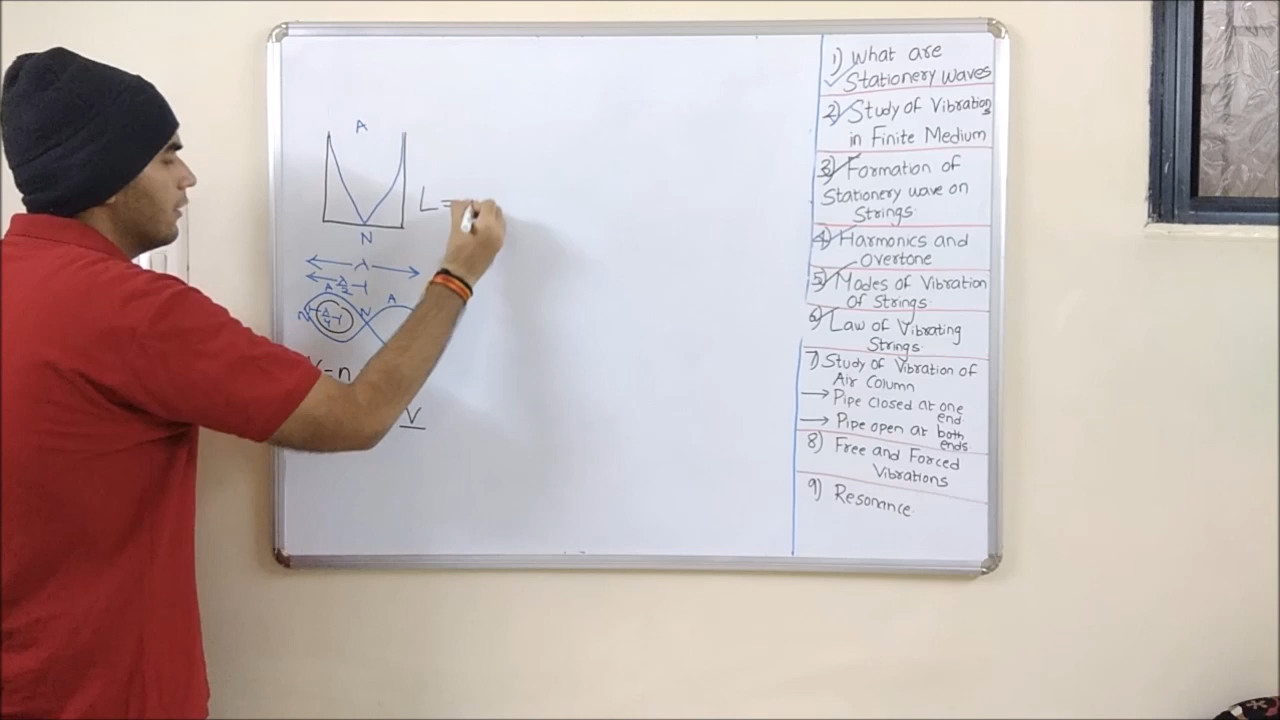 A
L =
N
λ
λ/2
A
A
N
N
λ/4
V=n
V
1) What are
Stationery waves
2) Study of Vibrations
in Finite Medium
3) Formation of
Stationery wave on
Strings.
4) Harmonics and
Overtone
5) Modes of Vibration
of Strings.
6) Law of Vibrating
Strings.
7) Study of Vibration of
Air Column
→ Pipe closed at one
end
→ Pipe open at both
ends
8) Free and Forced
Vibrations
9) Resonance.